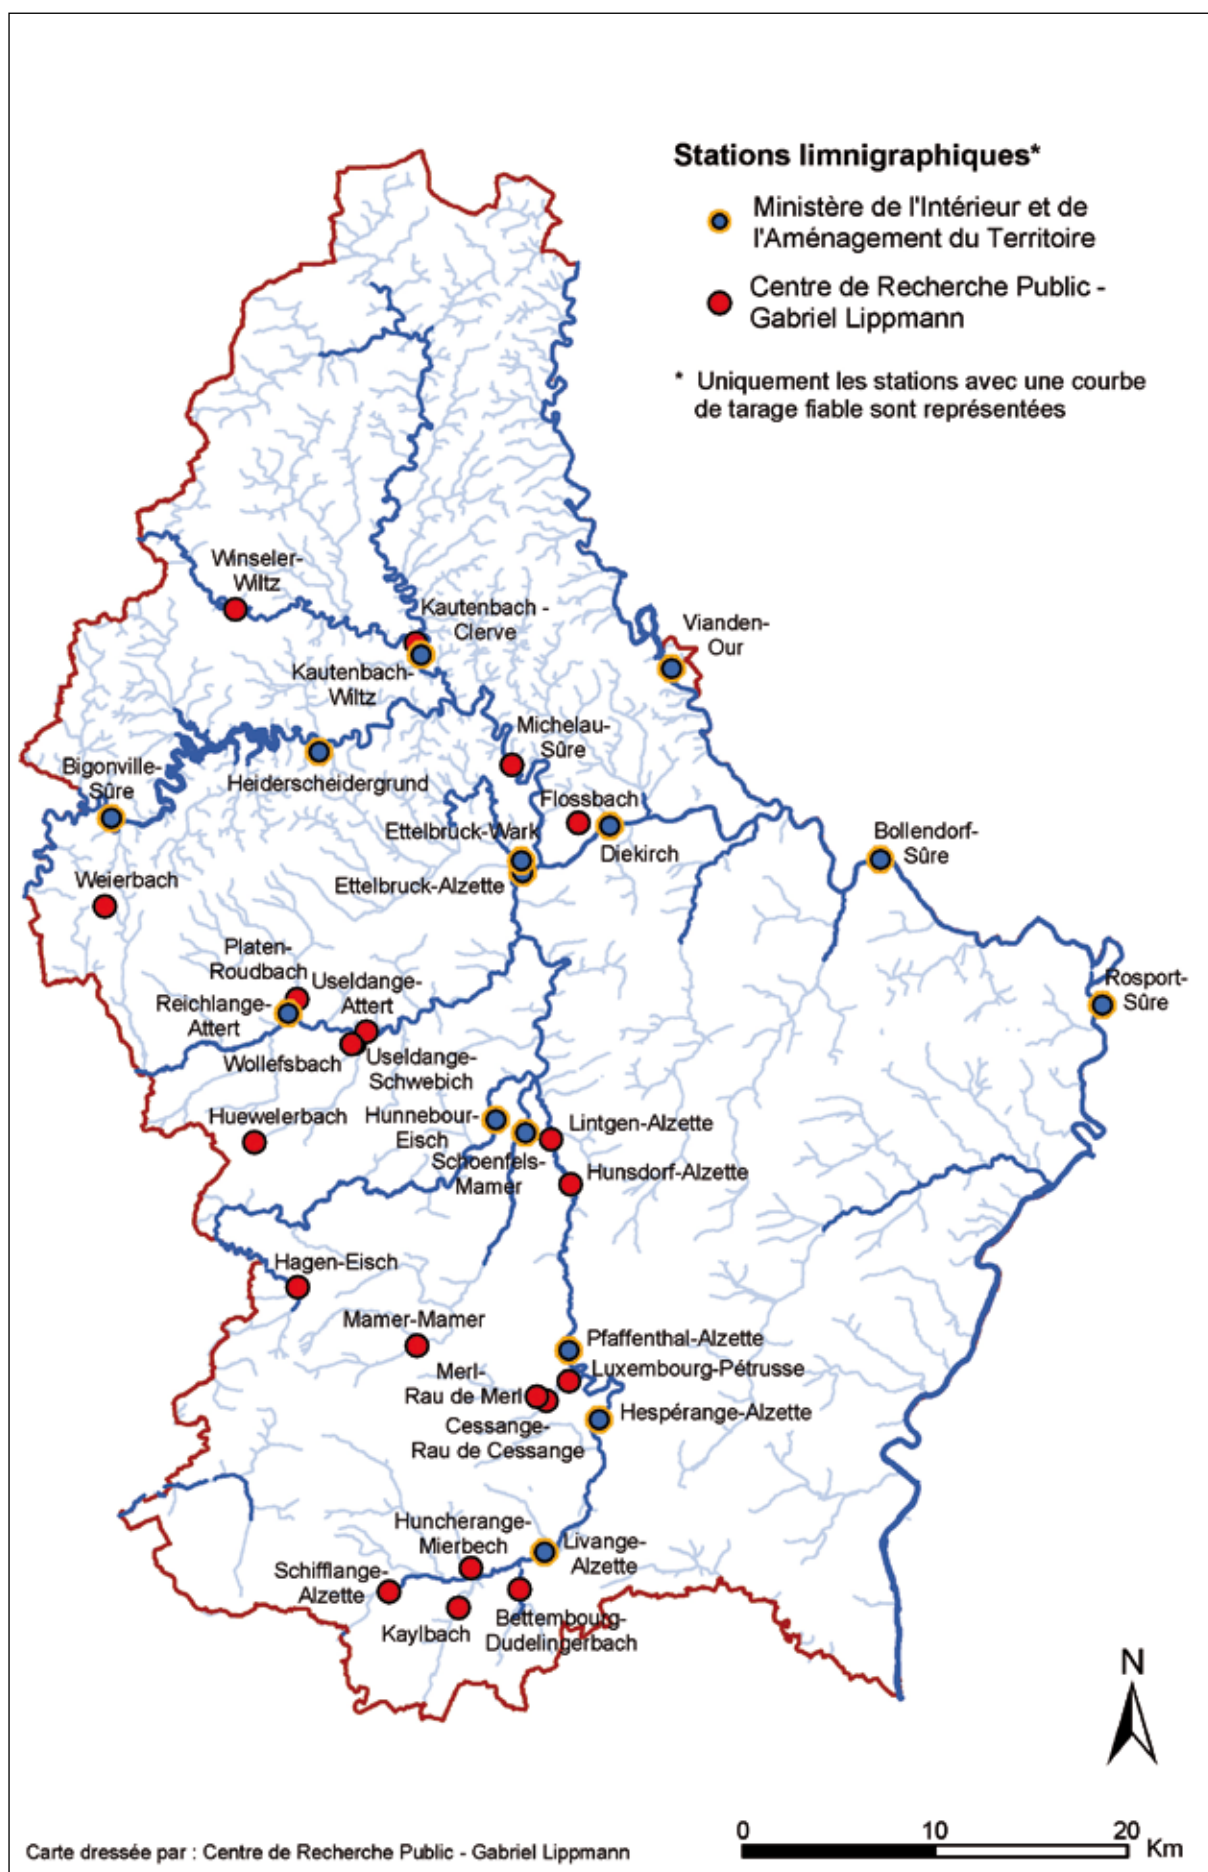 Stations limnigraphiques*
Ministère de l'Intérieur et de
l'Aménagement du Territoire
Centre de Recherche Public -
Gabriel Lippmann
* Uniquement les stations avec une courbe
de tarage fiable sont représentées
Winseler-
Wiltz
Kautenbach -
Clerve
Vianden-
Our
Kautenbach-
Wiltz
Michelau-
Sûre
Bigonville-
Sûre
Heiderscheidergrund
Flossbach
Ettelbruck-Wark
Diekirch
Bollendorf-
Sûre
Weierbach
Ettelbruck-Alzette
Platen-
Roudbach
Useldange-
Attert
Reichlange-
Attert
Rosport-
Sûre
Wollefsbach
Useldange-
Schwebich
Huewelerbach
Hunnebour-
Eisch
Lintgen-Alzette
Schoenfels-
Mamer
Hunsdorf-Alzette
Hagen-Eisch
Mamer-Mamer
Pfaffenthal-Alzette
Merl-
Rau de Merl
Luxembourg-Pétrusse
Hespérange-Alzette
Cessange-
Rau de Cessange
Huncherange-
Mierbech
Livange-
Alzette
Schifflange-
Alzette
Kaylbach
Bettembourg-
Dudelingerbach
N
0 10 20
Km
Carte dressée par : Centre de Recherche Public - Gabriel Lippmann